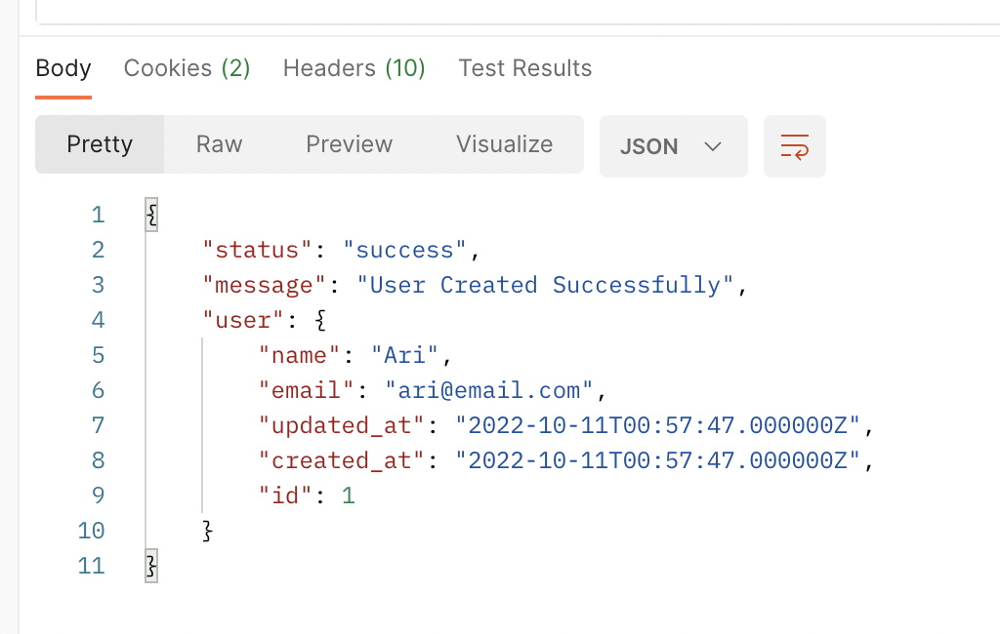 Body Cookies (2) Headers (10) Test Results
Pretty Raw Preview Visualize JSON
1 {
2 "status": "success",
3 "message": "User Created Successfully",
4 "user": {
5 "name": "Ari",
6 "email": "ari@email.com",
7 "updated_at": "2022-10-11T00:57:47.000000Z",
8 "created_at": "2022-10-11T00:57:47.000000Z",
9 "id": 1
10 }
11 }